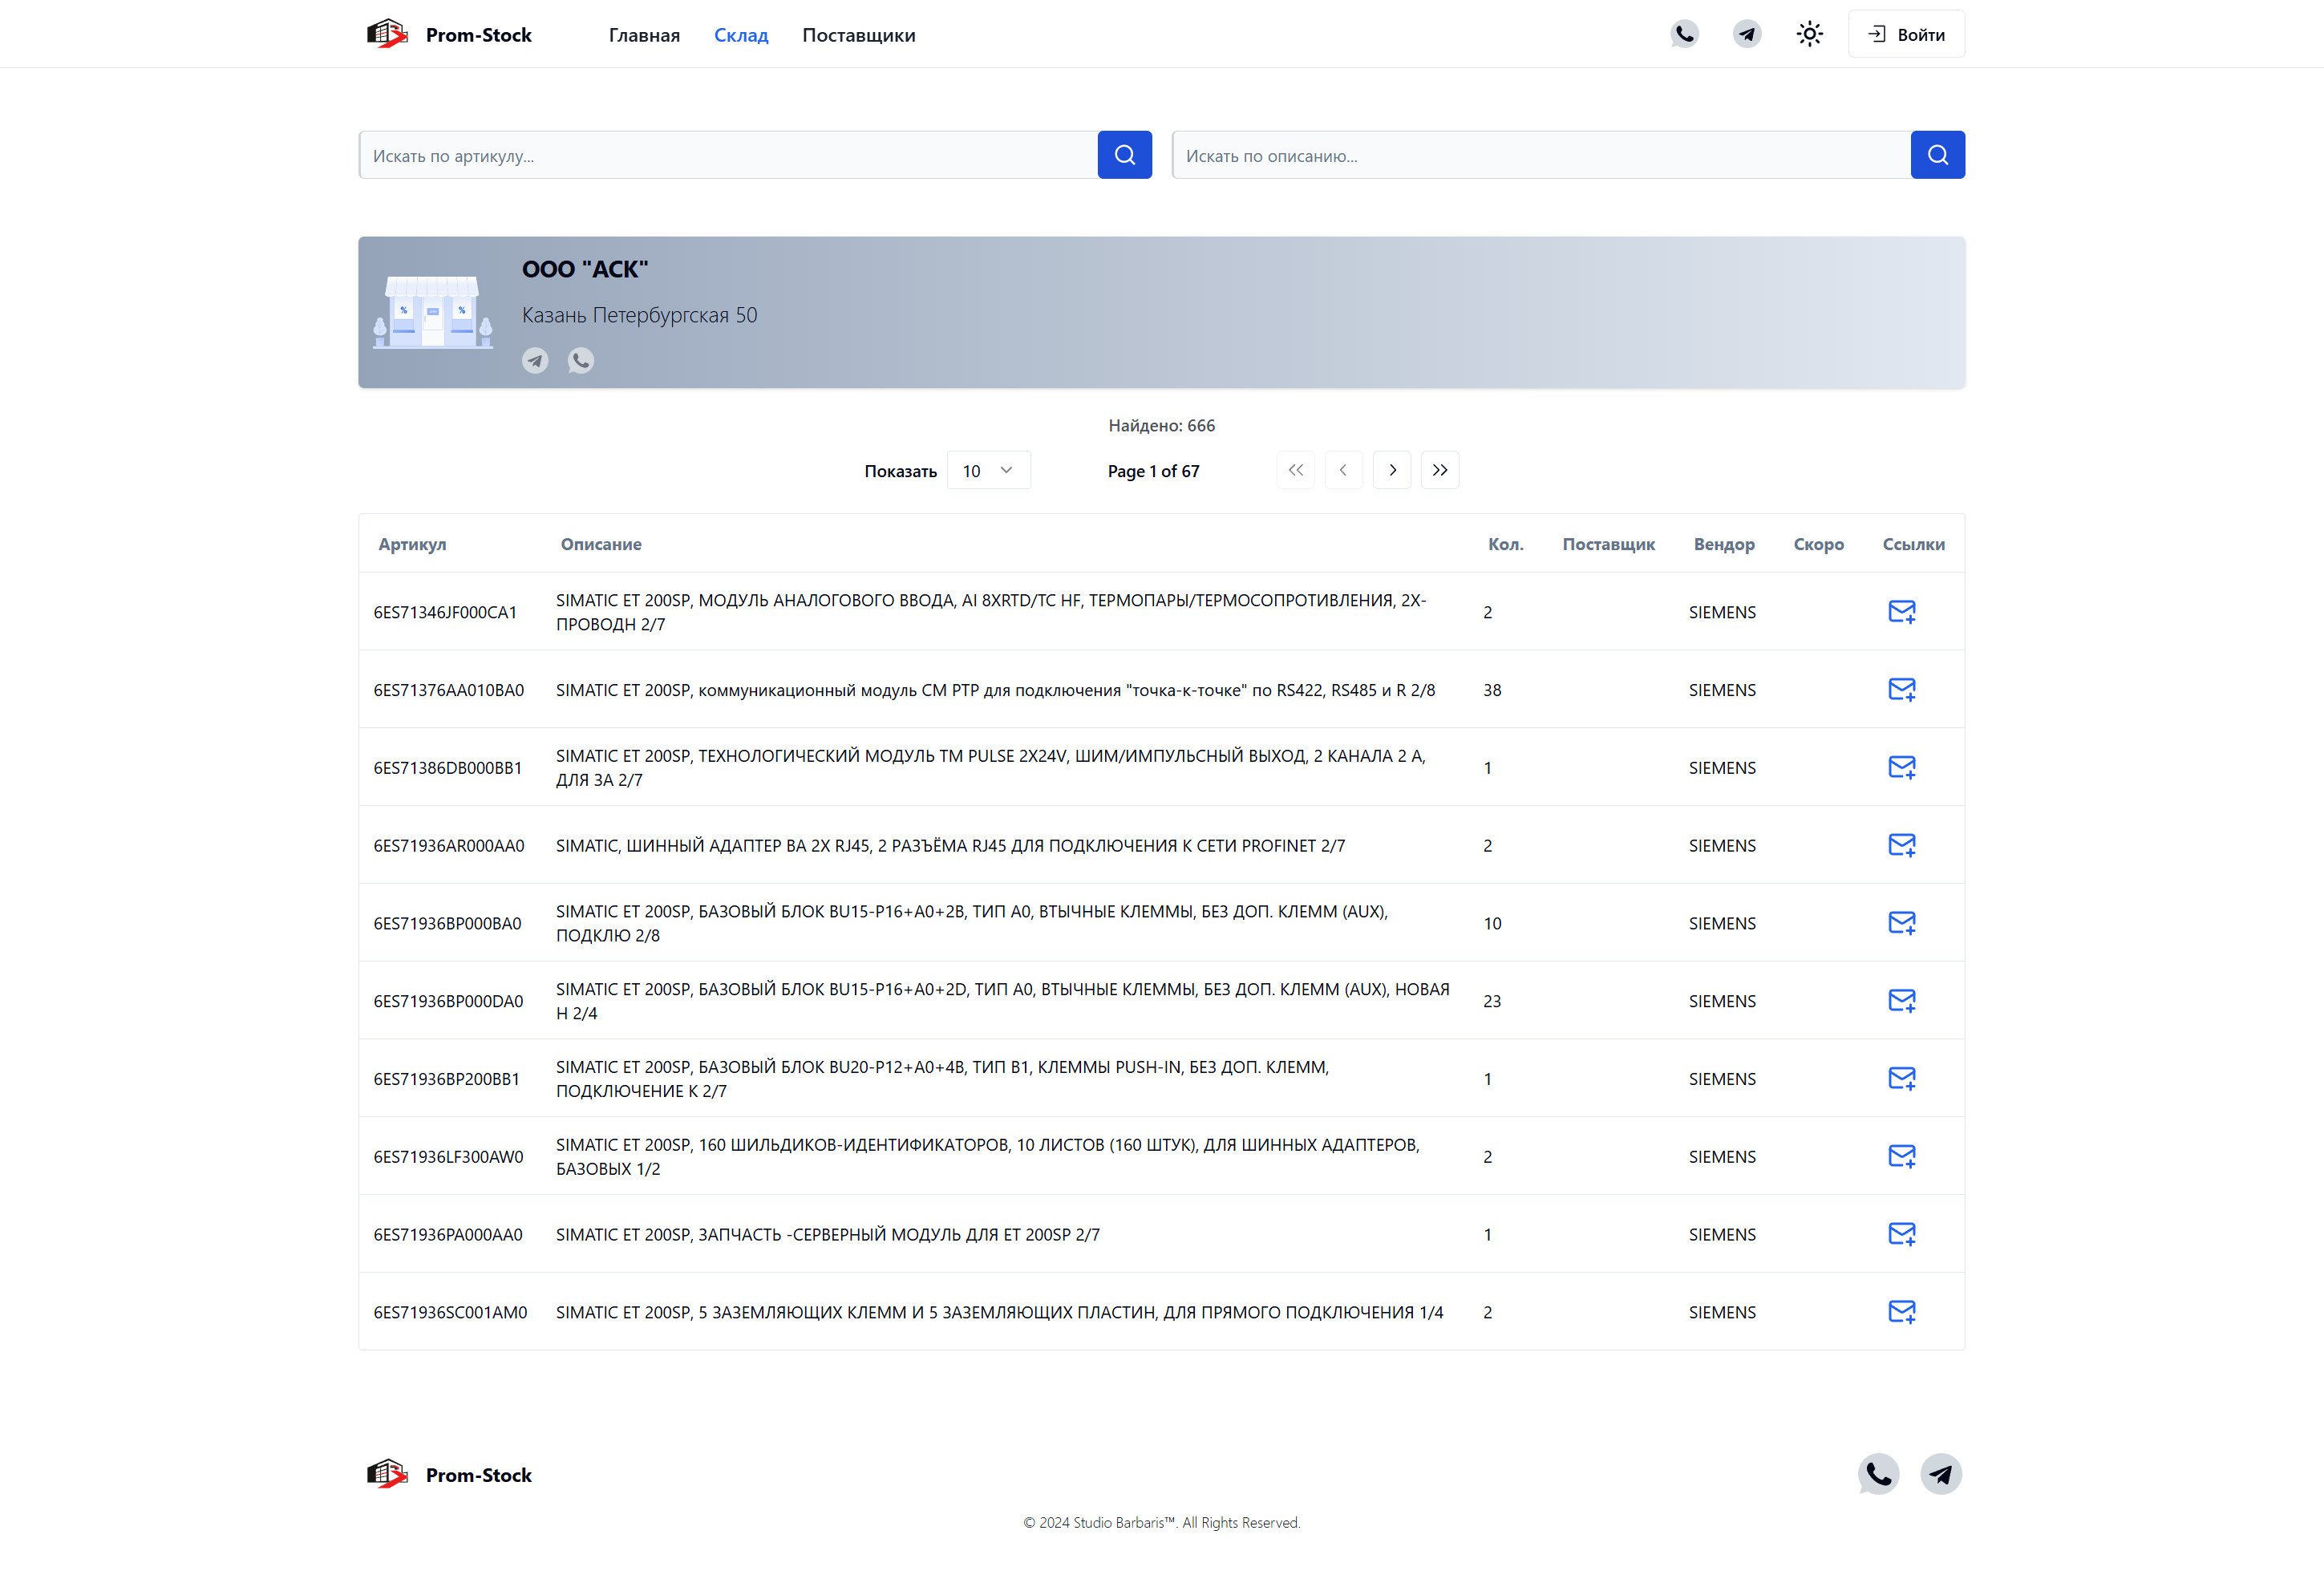 Prom-Stock
Главная
Склад
Поставщики
Войти
Искать по артикулу...
Искать по описанию...
ООО "АСК"
Казань Петербургская 50
Найдено: 666
Показать
10
Page 1 of 67
Артикул Описание Кол. Поставщик Вендор Скоро Ссылки
6ES71346JF000CA1 SIMATIC ET 200SP, МОДУЛЬ АНАЛОГОВОГО ВВОДА, AI 8XRTD/TC HF, ТЕРМОПАРЫ/ТЕРМОСОПРОТИВЛЕНИЯ, 2X-
ПРОВОДН 2/7
2 SIEMENS
6ES71376AA010BA0 SIMATIC ET 200SP, коммуникационный модуль CM PTP для подключения "точка-к-точке" по RS422, RS485 и R 2/8 38 SIEMENS
6ES71386DB000BB1 SIMATIC ET 200SP, ТЕХНОЛОГИЧЕСКИЙ МОДУЛЬ TM PULSE 2X24V, ШИМ/ИМПУЛЬСНЫЙ ВЫХОД, 2 КАНАЛА 2 А,
ДЛЯ ЗА 2/7
1 SIEMENS
6ES71936AR000AA0 SIMATIC, ШИННЫЙ АДАПТЕР BA 2X RJ45, 2 РАЗЪЁМА RJ45 ДЛЯ ПОДКЛЮЧЕНИЯ К СЕТИ PROFINET 2/7 2 SIEMENS
6ES71936BP000BA0 SIMATIC ET 200SP, БАЗОВЫЙ БЛОК BU15-P16+A0+2B, ТИП A0, ВТЫЧНЫЕ КЛЕММЫ, БЕЗ ДОП. КЛЕММ (AUX),
ПОДКЛЮ 2/8
10 SIEMENS
6ES71936BP000DA0 SIMATIC ET 200SP, БАЗОВЫЙ БЛОК BU15-P16+A0+2D, ТИП A0, ВТЫЧНЫЕ КЛЕММЫ, БЕЗ ДОП. КЛЕММ (AUX), НОВАЯ
Н 2/4
23 SIEMENS
6ES71936BP200BB1 SIMATIC ET 200SP, БАЗОВЫЙ БЛОК BU20-P12+A0+4B, ТИП B1, КЛЕММЫ PUSH-IN, БЕЗ ДОП. КЛЕММ,
ПОДКЛЮЧЕНИЕ К 2/7
1 SIEMENS
6ES71936LF300AW0 SIMATIC ET 200SP, 160 ШИЛЬДИКОВ-ИДЕНТИФИКАТОРОВ, 10 ЛИСТОВ (160 ШТУК), ДЛЯ ШИННЫХ АДАПТЕРОВ,
БАЗОВЫХ 1/2
2 SIEMENS
6ES71936PA000AA0 SIMATIC ET 200SP, ЗАПЧАСТЬ -СЕРВЕРНЫЙ МОДУЛЬ ДЛЯ ET 200SP 2/7 1 SIEMENS
6ES71936SC001AM0 SIMATIC ET 200SP, 5 ЗАЗЕМЛЯЮЩИХ КЛЕММ И 5 ЗАЗЕМЛЯЮЩИХ ПЛАСТИН, ДЛЯ ПРЯМОГО ПОДКЛЮЧЕНИЯ 1/4 2 SIEMENS
Prom-Stock
© 2024 Studio Barbaris™. All Rights Reserved.